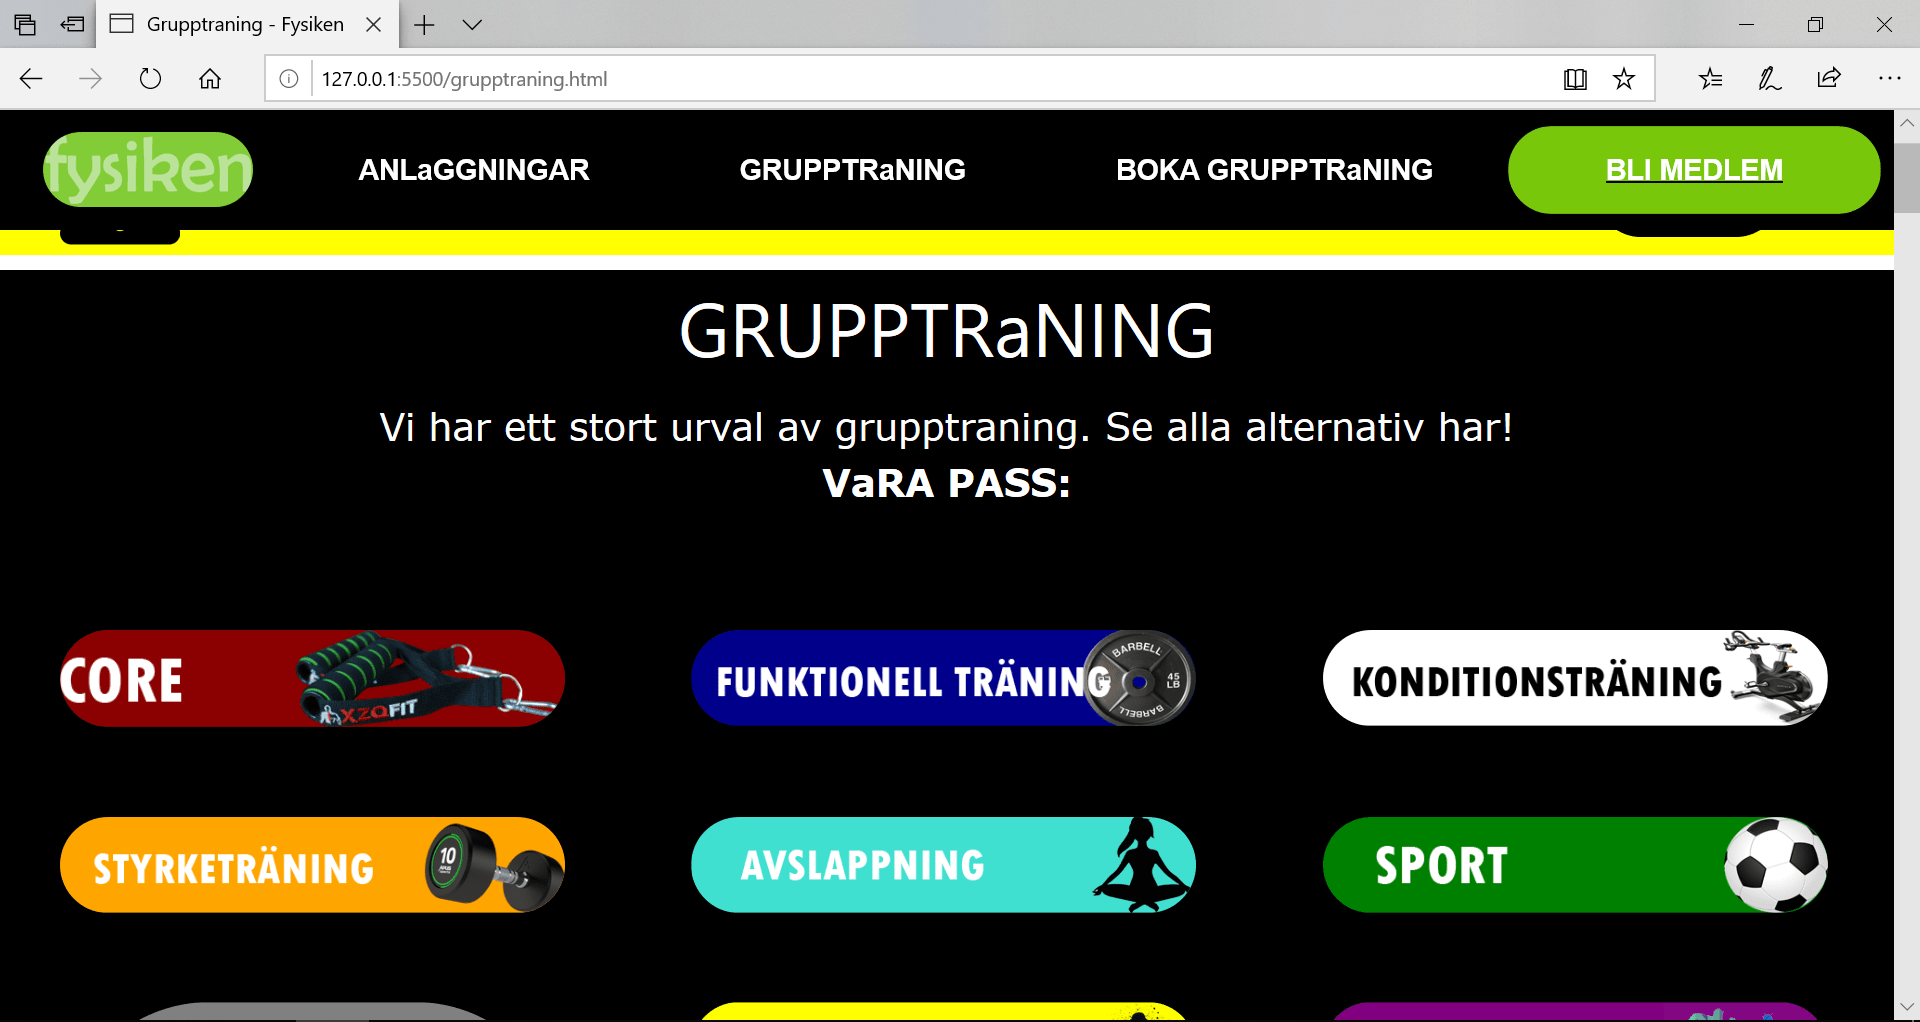 Grupptraning - Fysiken
127.0.0.1:5500/grupptraning.html
fysiken
ANLaGGNINGAR
GRUPPTRaNING
BOKA GRUPPTRaNING
BLI MEDLEM
GRUPPTRaNING
Vi har ett stort urval av grupptraning. Se alla alternativ har!
VaRA PASS:
CORE
XZQFIT
FUNKTIONELL TRÄNING
BARBELL
45
LB
BARBELL
KONDITIONSTRÄNING
STYRKETRÄNING
10
AVSLAPPNING
SPORT